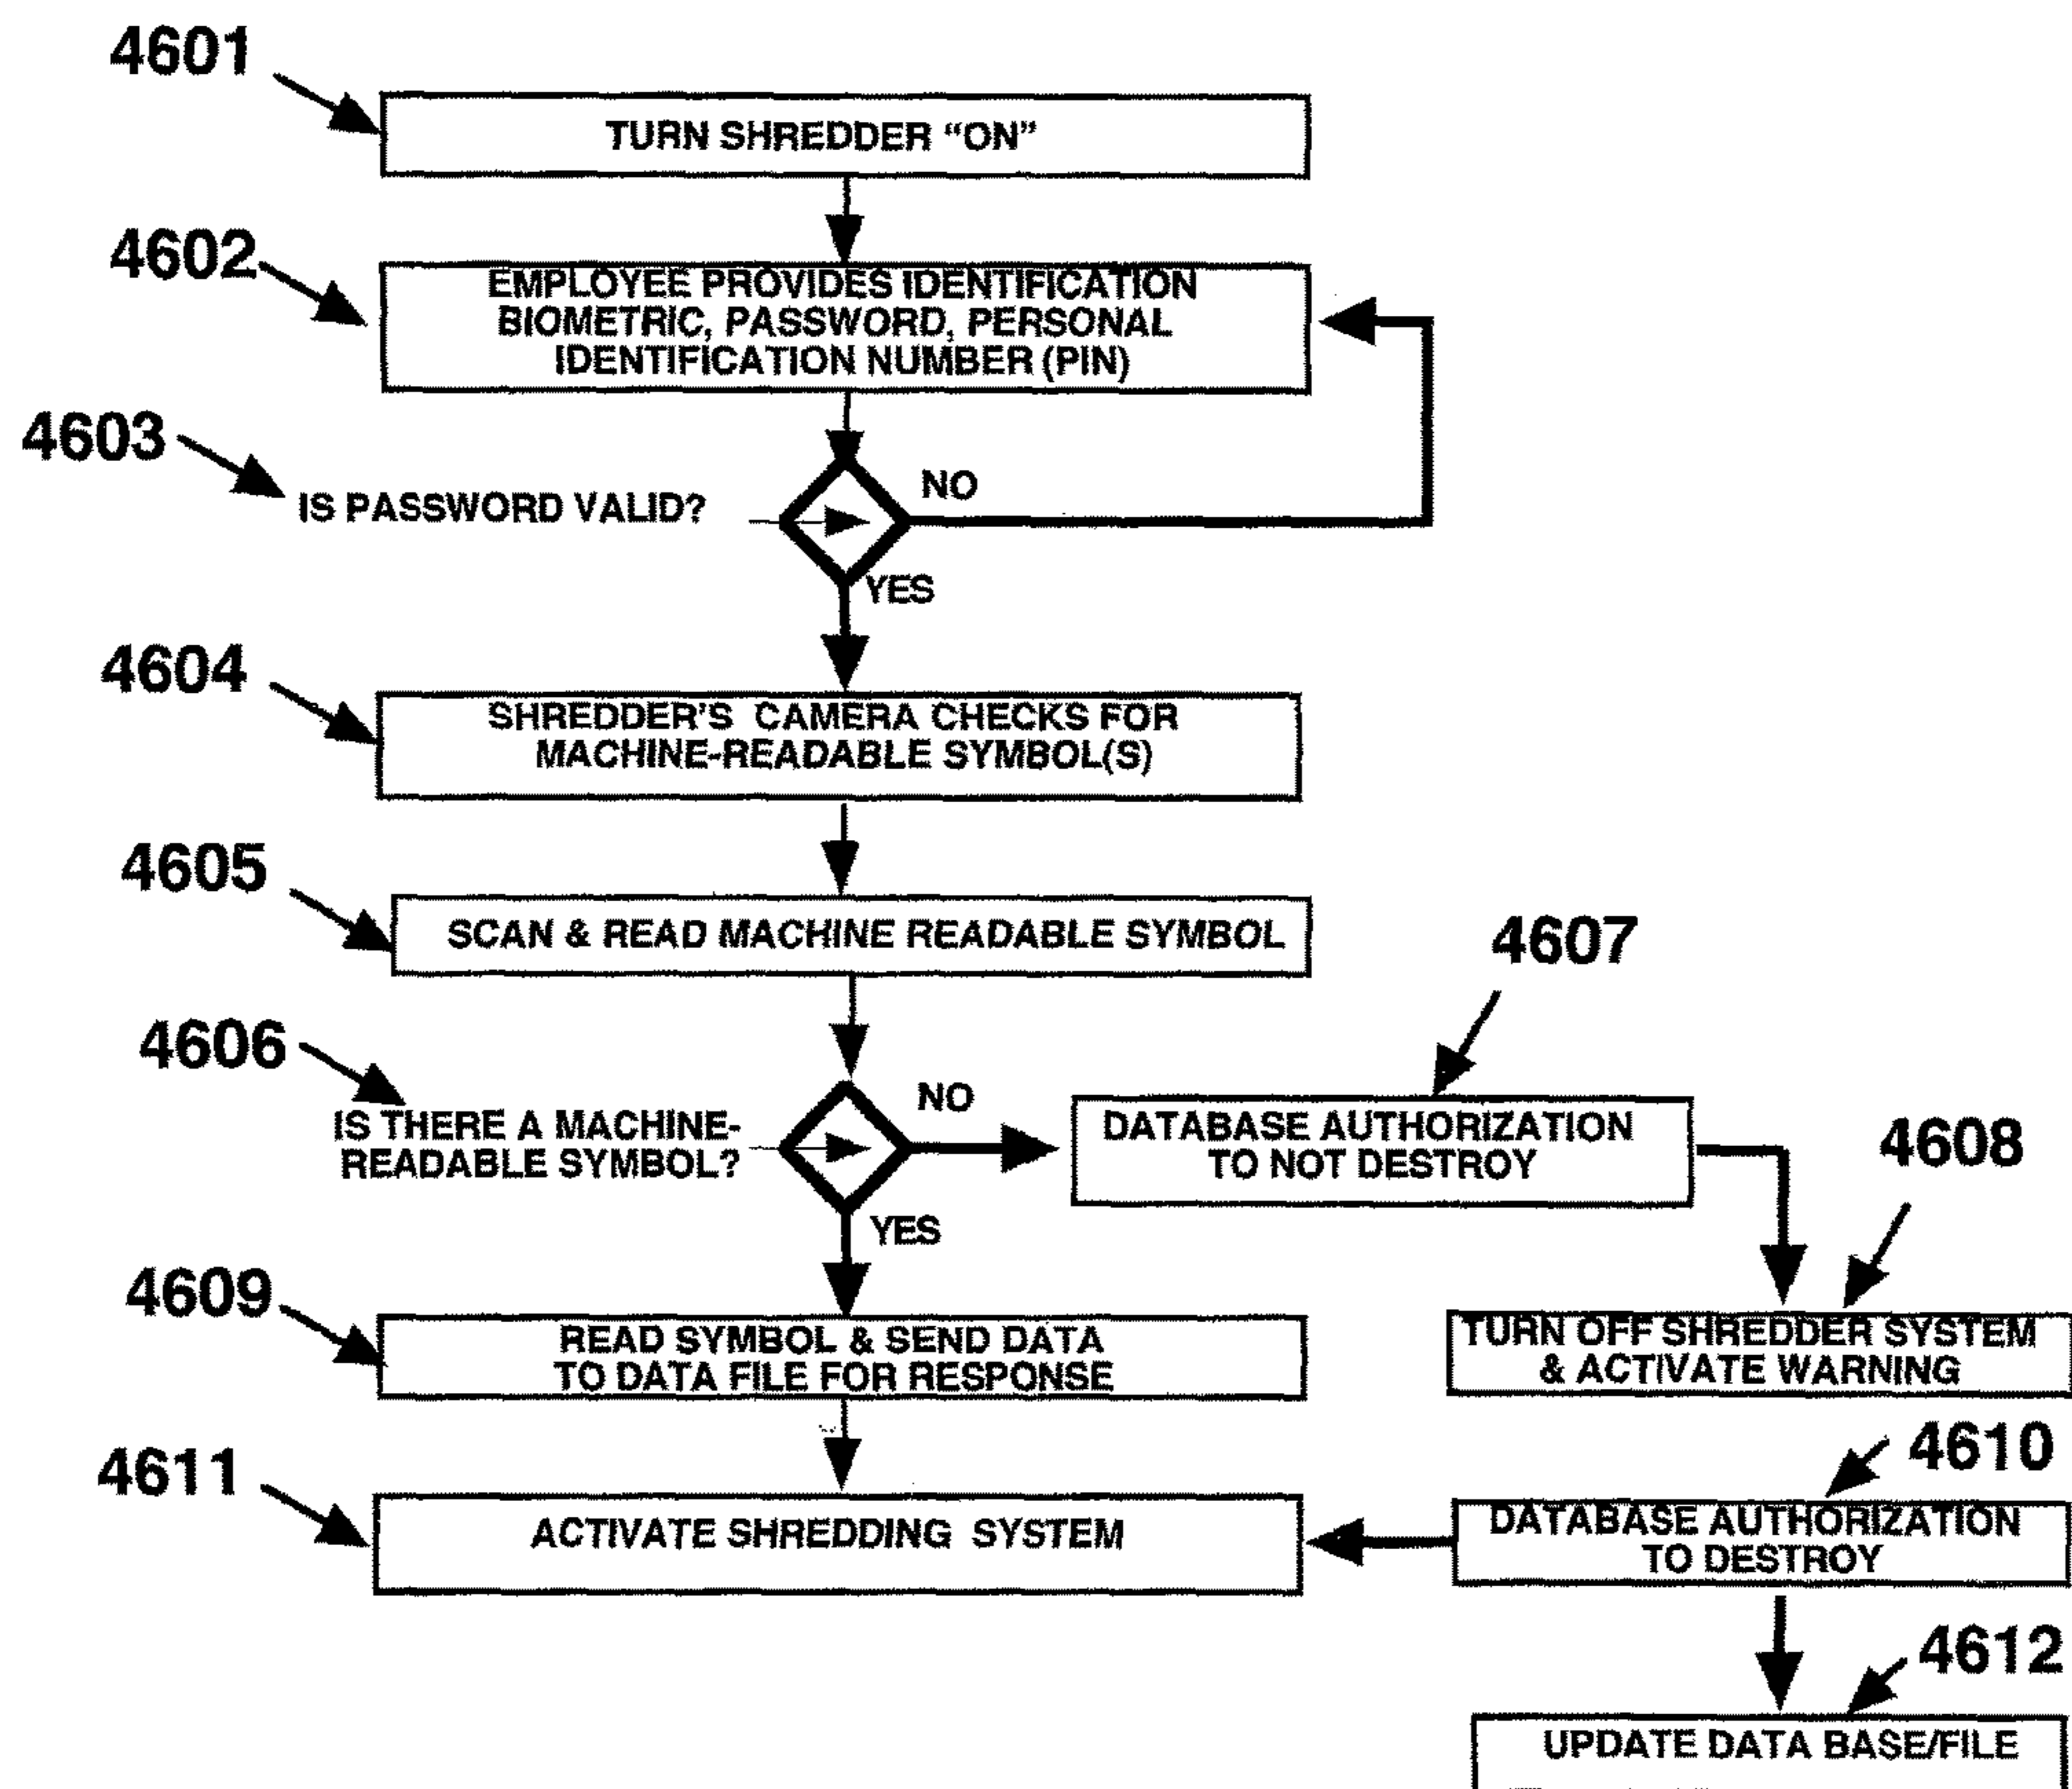 4601
TURN SHREDDER “ON”
4602
EMPLOYEE PROVIDES IDENTIFICATION
BIOMETRIC, PASSWORD, PERSONAL
IDENTIFICATION NUMBER (PIN)
4603
IS PASSWORD VALID?
NO
YES
4604
SHREDDER'S CAMERA CHECKS FOR
MACHINE-READABLE SYMBOL(S)
4605
SCAN & READ MACHINE READABLE SYMBOL
4606
IS THERE A MACHINE-
READABLE SYMBOL?
NO
YES
4607
DATABASE AUTHORIZATION
TO NOT DESTROY
4608
TURN OFF SHREDDER SYSTEM
& ACTIVATE WARNING
4609
READ SYMBOL & SEND DATA
TO DATA FILE FOR RESPONSE
4610
DATABASE AUTHORIZATION
TO DESTROY
4611
ACTIVATE SHREDDING SYSTEM
4612
UPDATE DATA BASE/FILE